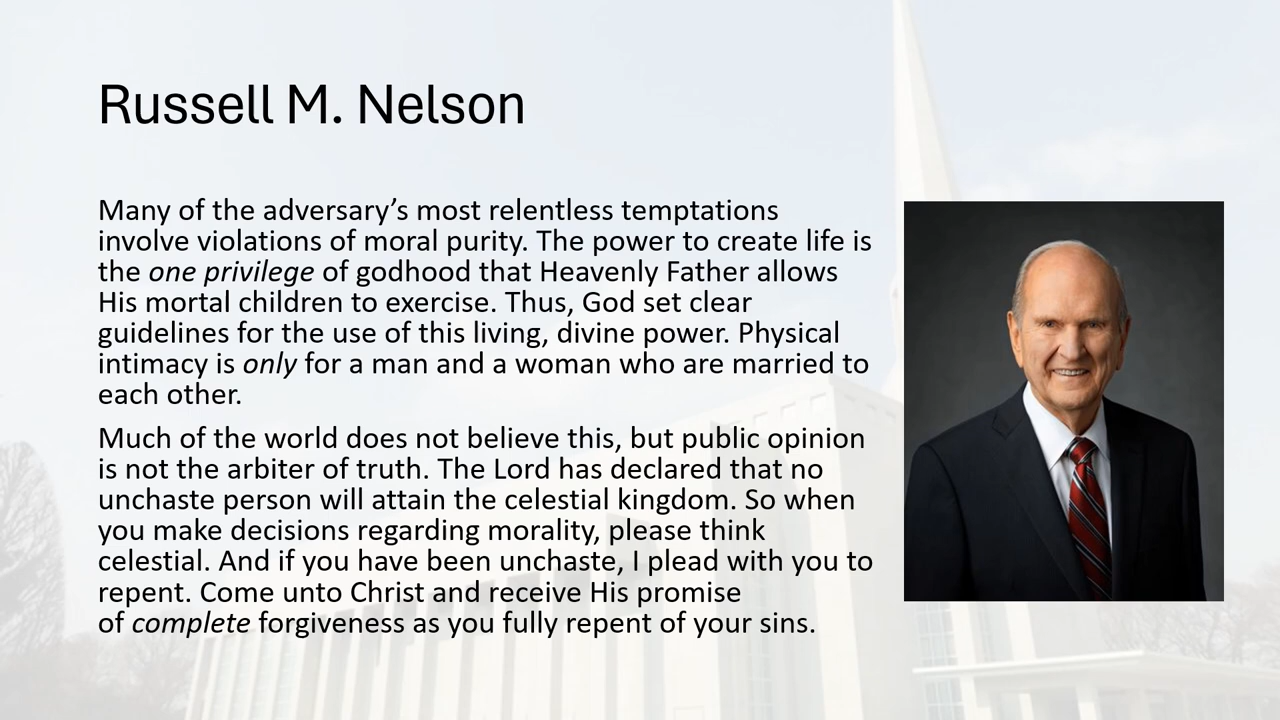 Russell M. Nelson
Many of the adversary’s most relentless temptations
involve violations of moral purity. The power to create life is
the one privilege of godhood that Heavenly Father allows
His mortal children to exercise. Thus, God set clear
guidelines for the use of this living, divine power. Physical
intimacy is only for a man and a woman who are married to
each other.
Much of the world does not believe this, but public opinion
is not the arbiter of truth. The Lord has declared that no
unchaste person will attain the celestial kingdom. So when
you make decisions regarding morality, please think
celestial. And if you have been unchaste, I plead with you to
repent. Come unto Christ and receive His promise
of complete forgiveness as you fully repent of your sins.